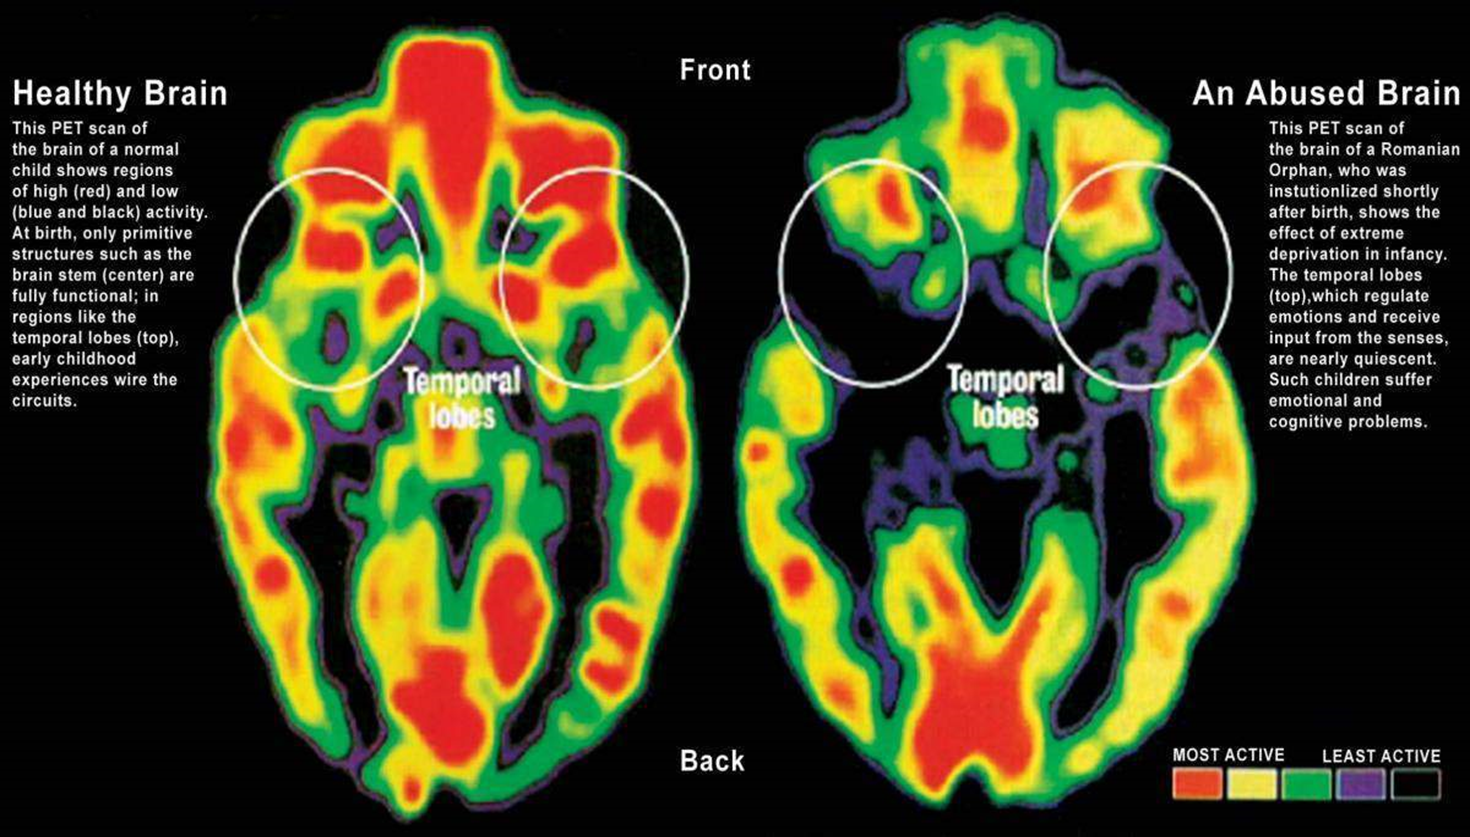 Healthy Brain
This PET scan of
the brain of a normal
child shows regions
of high (red) and low
(blue and black) activity.
At birth, only primitive
structures such as the
brain stem (center) are
fully functional; in
regions like the
temporal lobes (top),
early childhood
experiences wire the
circuits.
Front
Temporal
lobes
Back
An Abused Brain
This PET scan of
the brain of a Romanian
Orphan, who was
instutionlized shortly
after birth, shows the
effect of extreme
deprivation in infancy.
The temporal lobes
(top),which regulate
emotions and receive
input from the senses,
are nearly quiescent.
Such children suffer
emotional and
cognitive problems.
Temporal
lobes
MOST ACTIVE LEAST ACTIVE